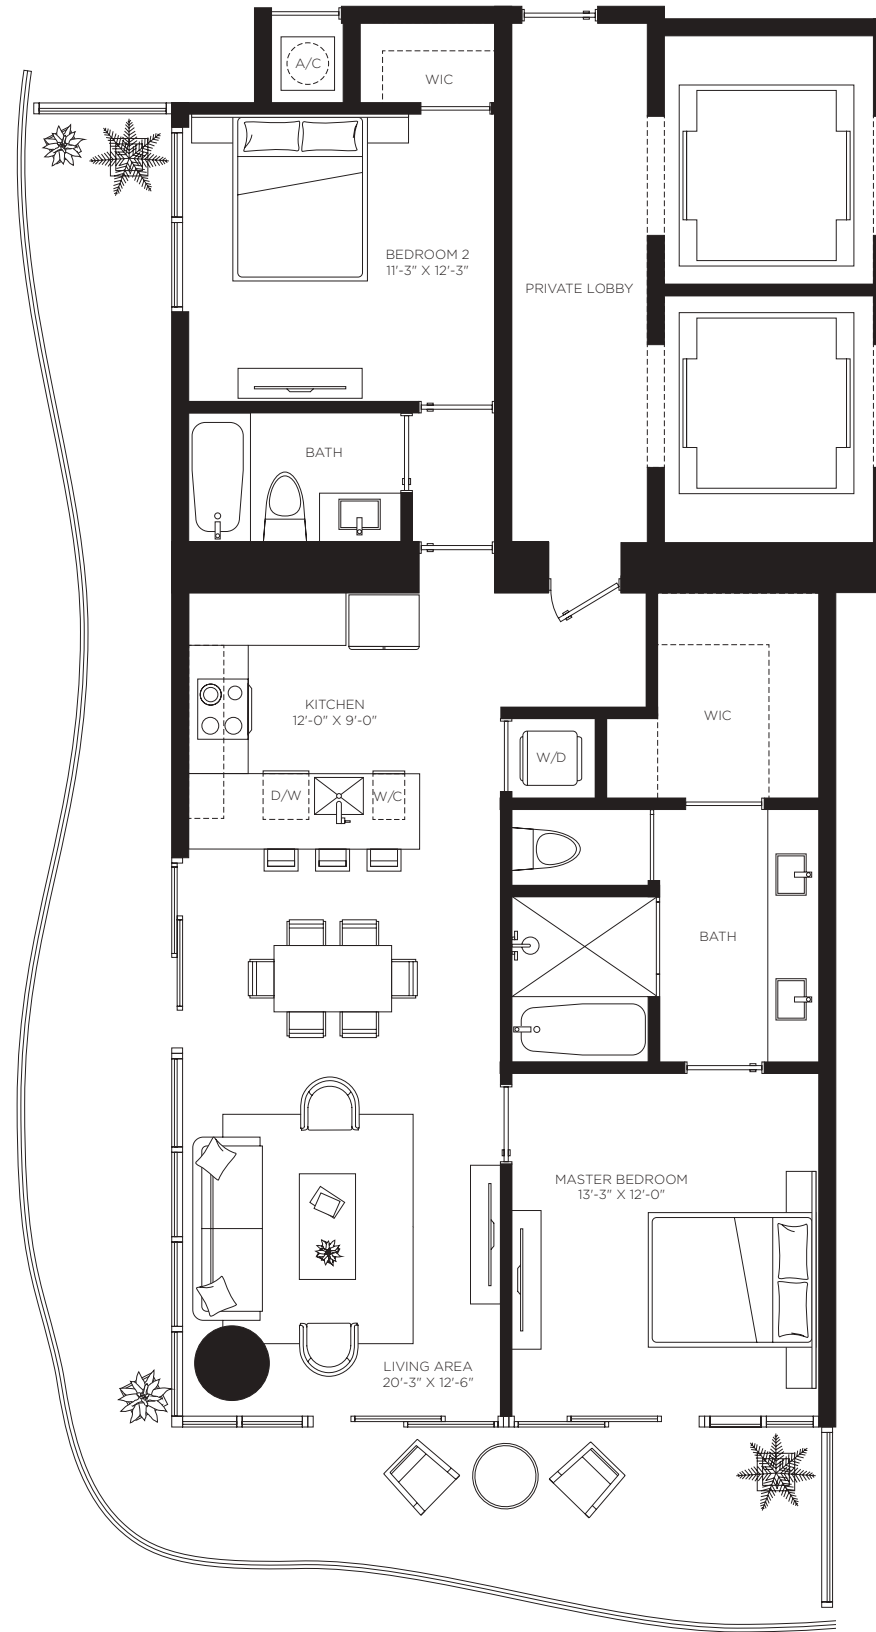 A/C
WIC
BEDROOM 2
11'-3" X 12'-3"
PRIVATE LOBBY
BATH
KITCHEN
12'-0" X 9'-0"
WIC
W/D
D/W
W/C
BATH
MASTER BEDROOM
13'-3" X 12'-0"
LIVING AREA
20'-3" X 12'-6"